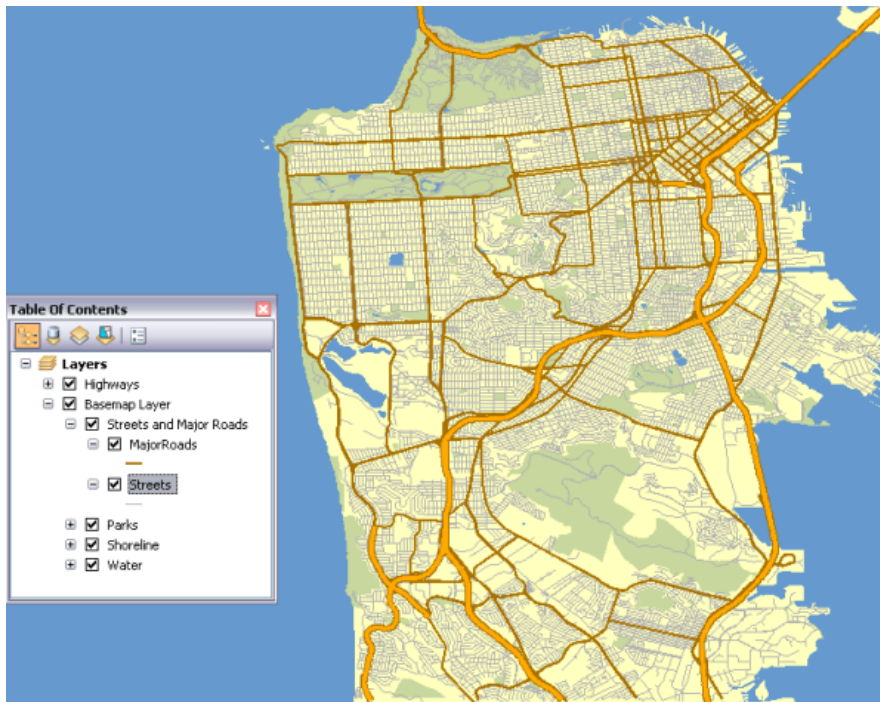 Table Of Contents
Layers
Highways
Basemap Layer
Streets and Major Roads
MajorRoads
Streets
Parks
Shoreline
Water